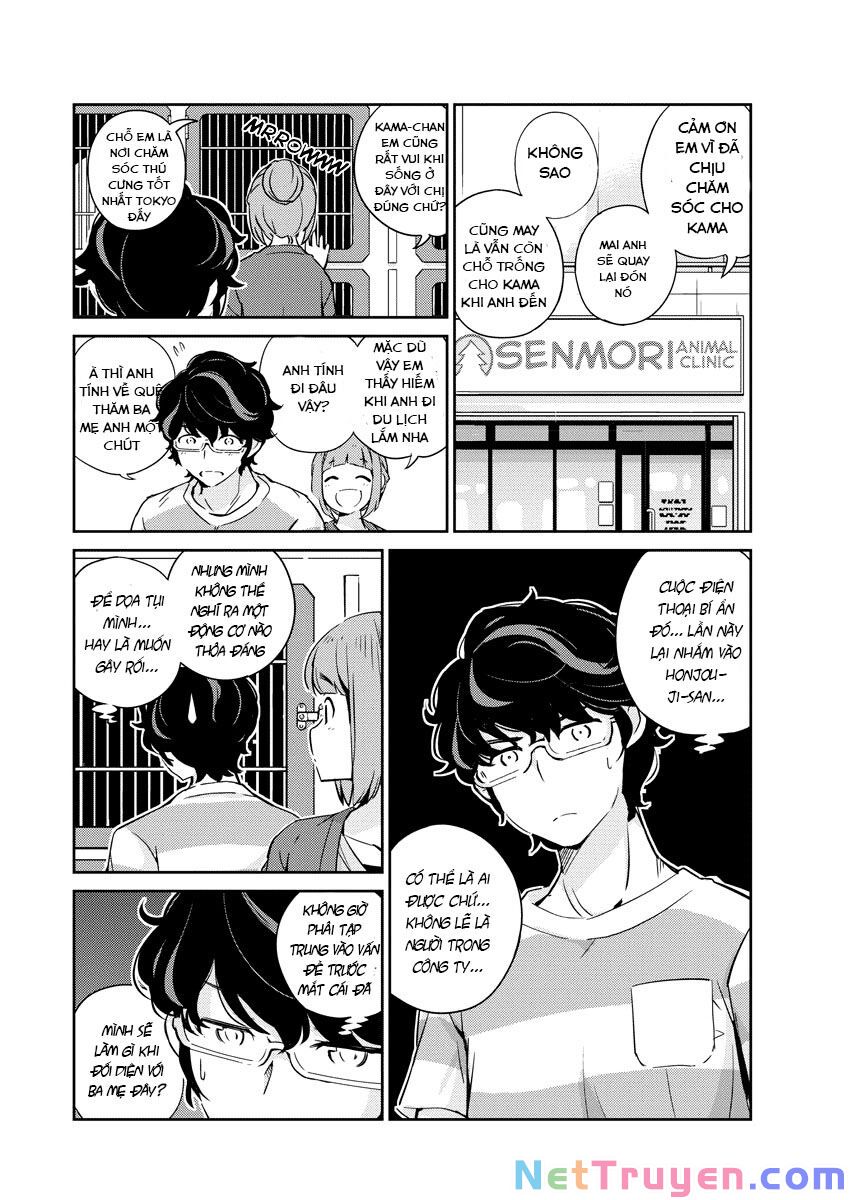 CẢM ƠN
EM VÌ ĐÃ
CHỊU
CHĂM
SÓC CHO
KAMA
KHÔNG
SAO
MAI ANH
SẼ QUAY
LẠI ĐÓN
NÓ
CŨNG MAY
LÀ VẪN CÒN
CHỖ TRỐNG
CHO KAMA
KHI ANH ĐẾN
SENMORI ANIMAL
CLINIC
KAMA-CHAN
EM CŨNG
RẤT VUI KHI
SỐNG Ở
ĐÂY VỚI CHỊ
ĐÚNG CHỨ?
MRROWWWW
CHỖ EM LÀ
NƠI CHĂM
SÓC THÚ
CƯNG TỐT
NHẤT TOKYO
ĐẤY
MẶC DÙ
VẬY EM
THẤY HIẾM
KHI ANH ĐI
DU LỊCH
LẮM NHA
ANH TÍNH
ĐI ĐÂU
VẬY?
À THÌ ANH
TÍNH VỀ QUÊ
THĂM BA
MẸ ANH MỘT
CHÚT
CUỘC ĐIỆN
THOẠI BÍ ẨN
ĐÓ... LẦN NÀY
LẠI NHẮM VÀO
HONJOU-
JI-SAN...
CÓ THỂ LÀ AI
ĐƯỢC CHỨ...
KHÔNG LẼ LÀ
NGƯỜI TRONG
CÔNG TY...
NHƯNG MÌNH
KHÔNG THỂ
NGHĨ RA MỘT
ĐỘNG CƠ NÀO
THỎA ĐÁNG
ĐE DỌA TỤI
MÌNH...
HAY LÀ MUỐN
GÂY RỐI...
KHÔNG GIỜ
PHẢI TẬP
TRUNG VÀO VẤN
ĐỀ TRƯỚC
MẮT CÁI ĐÃ
MÌNH SẼ
LÀM GÌ KHI
ĐỐI DIỆN VỚI
BA MẸ ĐÂY?
NetTruyen.com